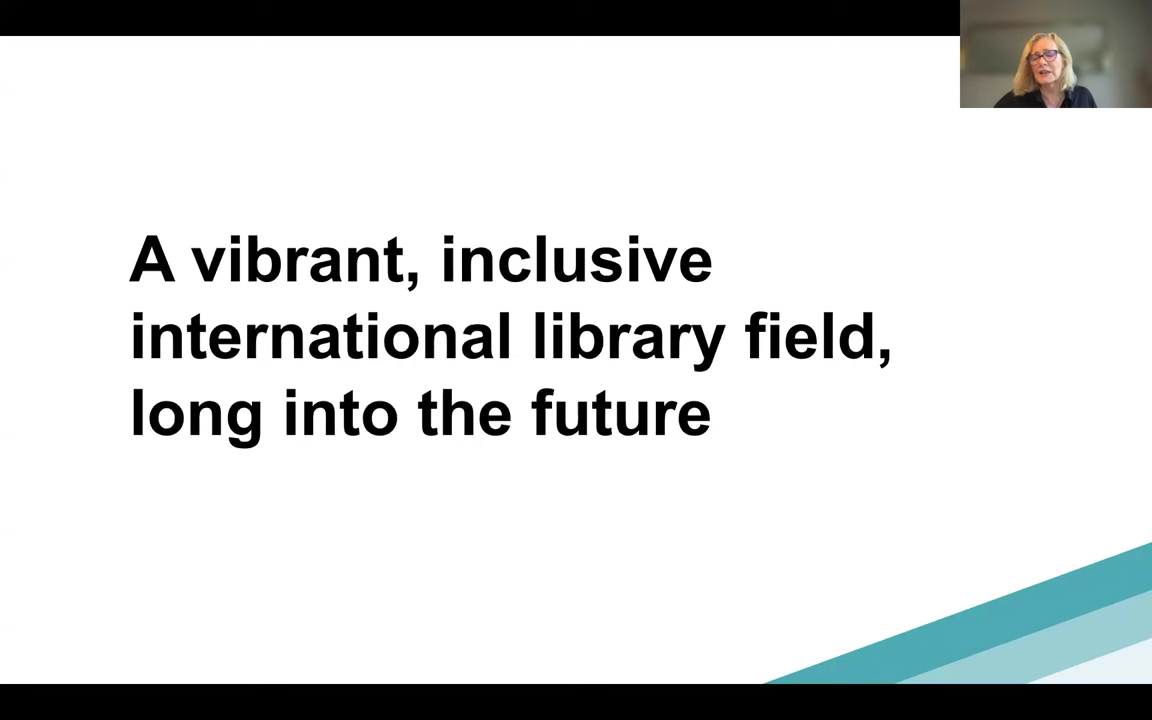 A vibrant, inclusive
international library field,
long into the future